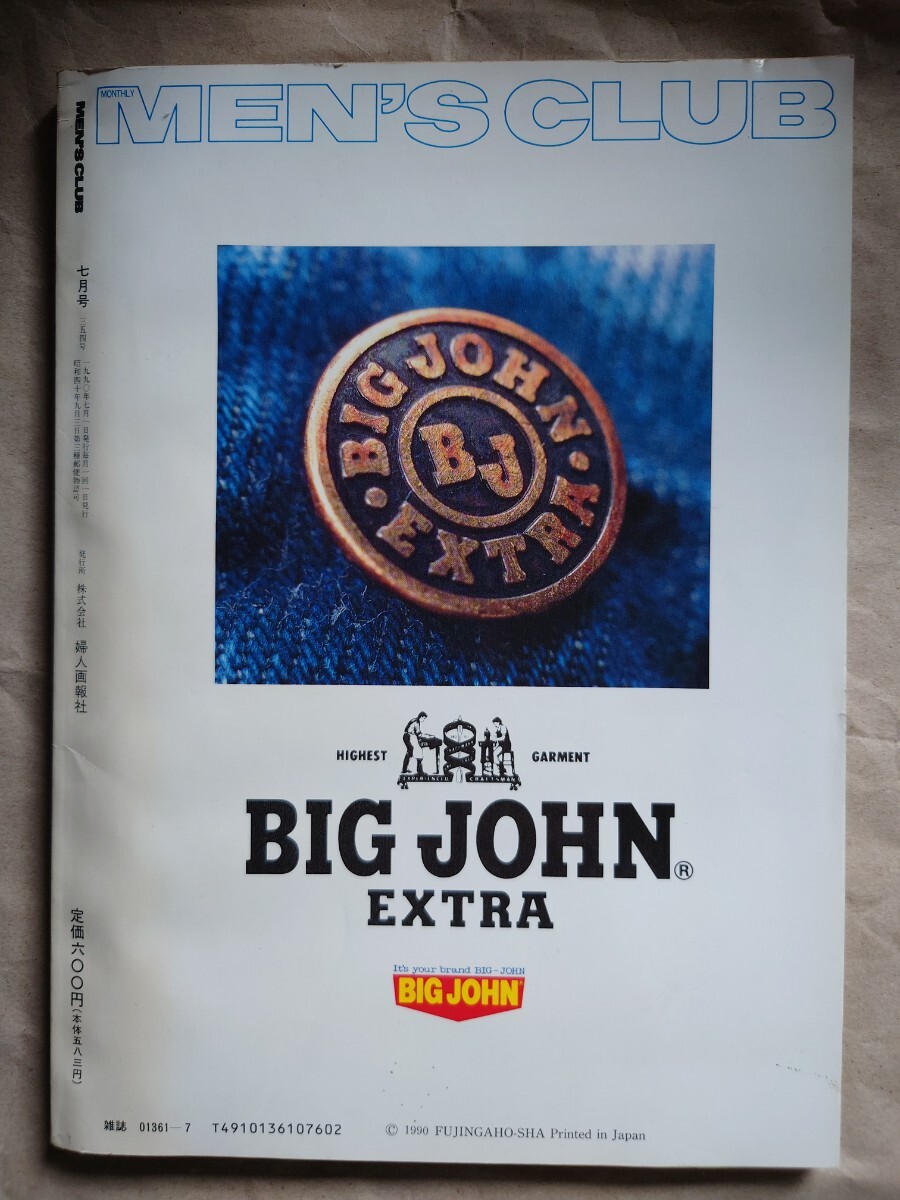 MONTHLY
MEN'S CLUB
MEN'S CLUB
七月号
三五四号
一九九〇年七月一日発行毎月一回一日発行
昭和四十年九月三日第三種郵便物認可
発行所 株式会社 婦人画報社
定価六〇〇円(本体五八三円)
BIG JOHN
BJ
EXTRA
HIGHEST GARMENT
EXPERIENCED CRAFTSMAN
BIG JOHN®
EXTRA
It's your brand BIG-JOHN
BIG JOHN®
雑誌 01361-7 T4910136107602 © 1990 FUJINGAHO-SHA Printed in Japan